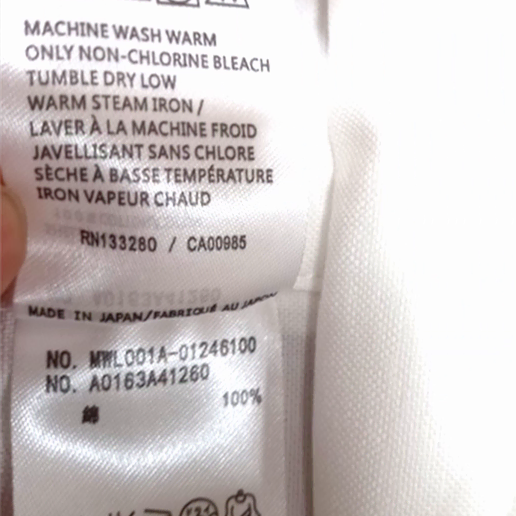 MACHINE WASH WARM
ONLY NON-CHLORINE BLEACH
TUMBLE DRY LOW
WARM STEAM IRON /
LAVER À LA MACHINE FROID
JAVELLISANT SANS CHLORE
SÈCHE À BASSE TEMPÉRATURE
IRON VAPEUR CHAUD
RN133280 / CA00985
MADE IN JAPAN/FABRIQUÉ AU JAPON
NO. MWL001A-01246100
NO. A0163A41260
綿 100%